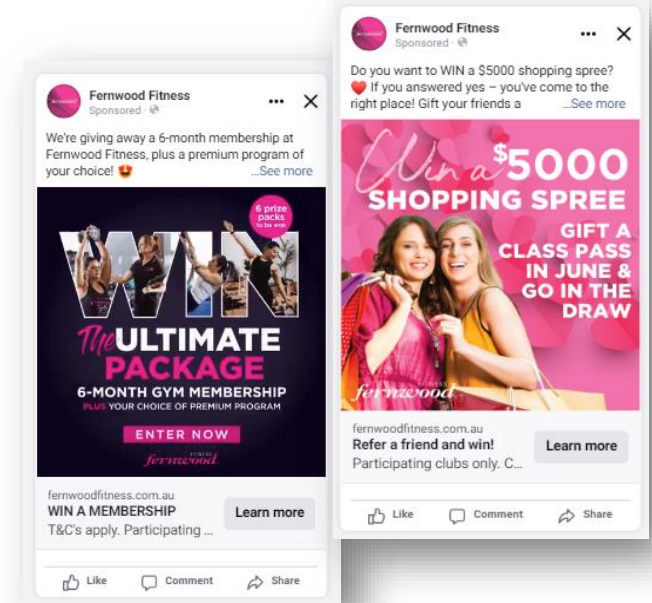 Fernwood Fitness
Sponsored ·
We're giving away a 6-month membership at
Fernwood Fitness, plus a premium program of
your choice! 🤩 ...See more
6 prize
packs
to be won
WIN
The ULTIMATE
PACKAGE
6-MONTH GYM MEMBERSHIP
PLUS YOUR CHOICE OF PREMIUM PROGRAM
ENTER NOW
fernwood
FITNESS
fernwoodfitness.com.au
WIN A MEMBERSHIP
T&C's apply. Participating ...
Learn more
Like Comment Share
Fernwood Fitness
Sponsored ·
Do you want to WIN a $5000 shopping spree?
❤️ If you answered yes – you've come to the
right place! Gift your friends a ...See more
Win a $5000
SHOPPING SPREE
GIFT A
CLASS PASS
IN JUNE &
GO IN THE
DRAW
FITNESS
fernwood
fernwoodfitness.com.au
Refer a friend and win!
Participating clubs only. C...
Learn more
Like Comment Share